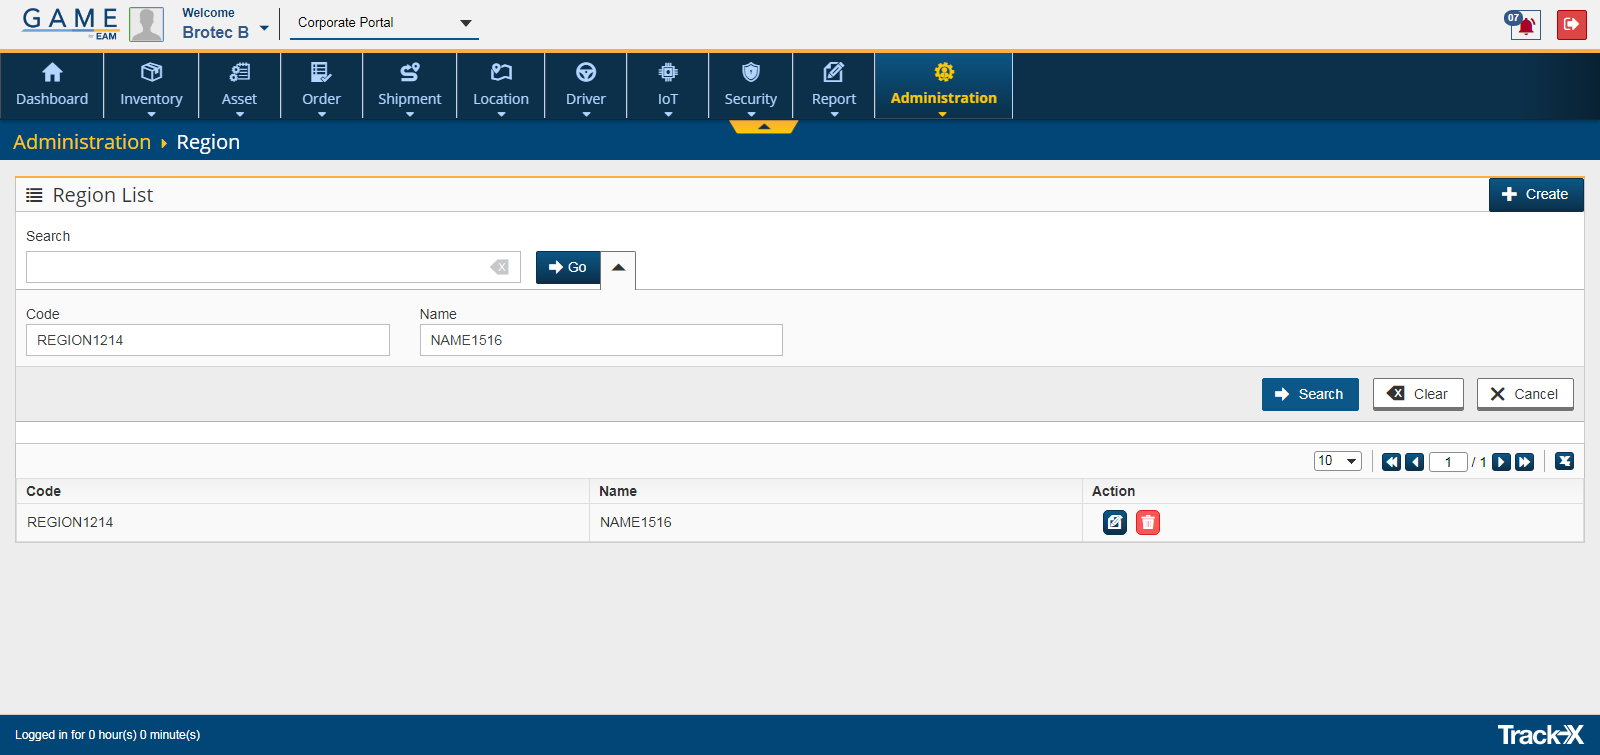 GAME
BY EAM
Welcome
Brotec B
Corporate Portal
07
Dashboard
Inventory
Asset
Order
Shipment
Location
Driver
IoT
Security
Report
Administration
Administration Region
Region List
Create
Search
Go
Code Name
REGION1214 NAME1516
Search Clear Cancel
10 1 / 1
Code Name Action
REGION1214 NAME1516
Logged in for 0 hour(s) 0 minute(s)
Track-X